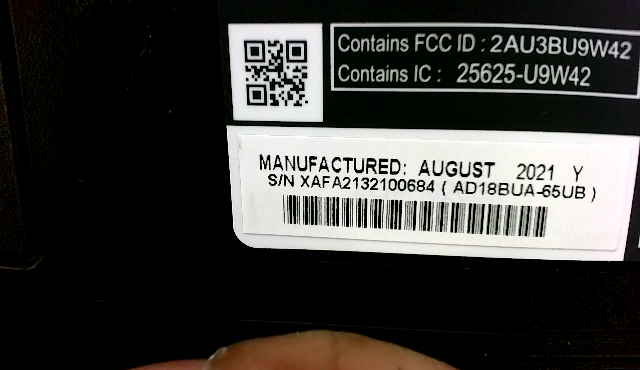 Contains FCC ID : 2AU3BU9W42
Contains IC : 25625-U9W42
MANUFACTURED: AUGUST 2021 Y
S/N XAFA2132100684 ( AD18BUA-65UB )